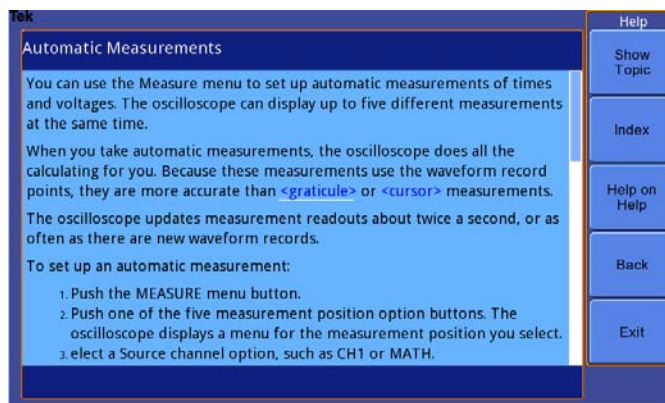 Tek
Automatic Measurements
You can use the Measure menu to set up automatic measurements of times
and voltages. The oscilloscope can display up to five different measurements
at the same time.
When you take automatic measurements, the oscilloscope does all the
calculating for you. Because these measurements use the waveform record
points, they are more accurate than <graticule> or <cursor> measurements.
The oscilloscope updates measurement readouts about twice a second, or as
often as there are new waveform records.
To set up an automatic measurement:
1. Push the MEASURE menu button.
2. Push one of the five measurement position option buttons. The
oscilloscope displays a menu for the measurement position you select.
3. elect a Source channel option, such as CH1 or MATH.
Help
Show
Topic
Index
Help on
Help
Back
Exit